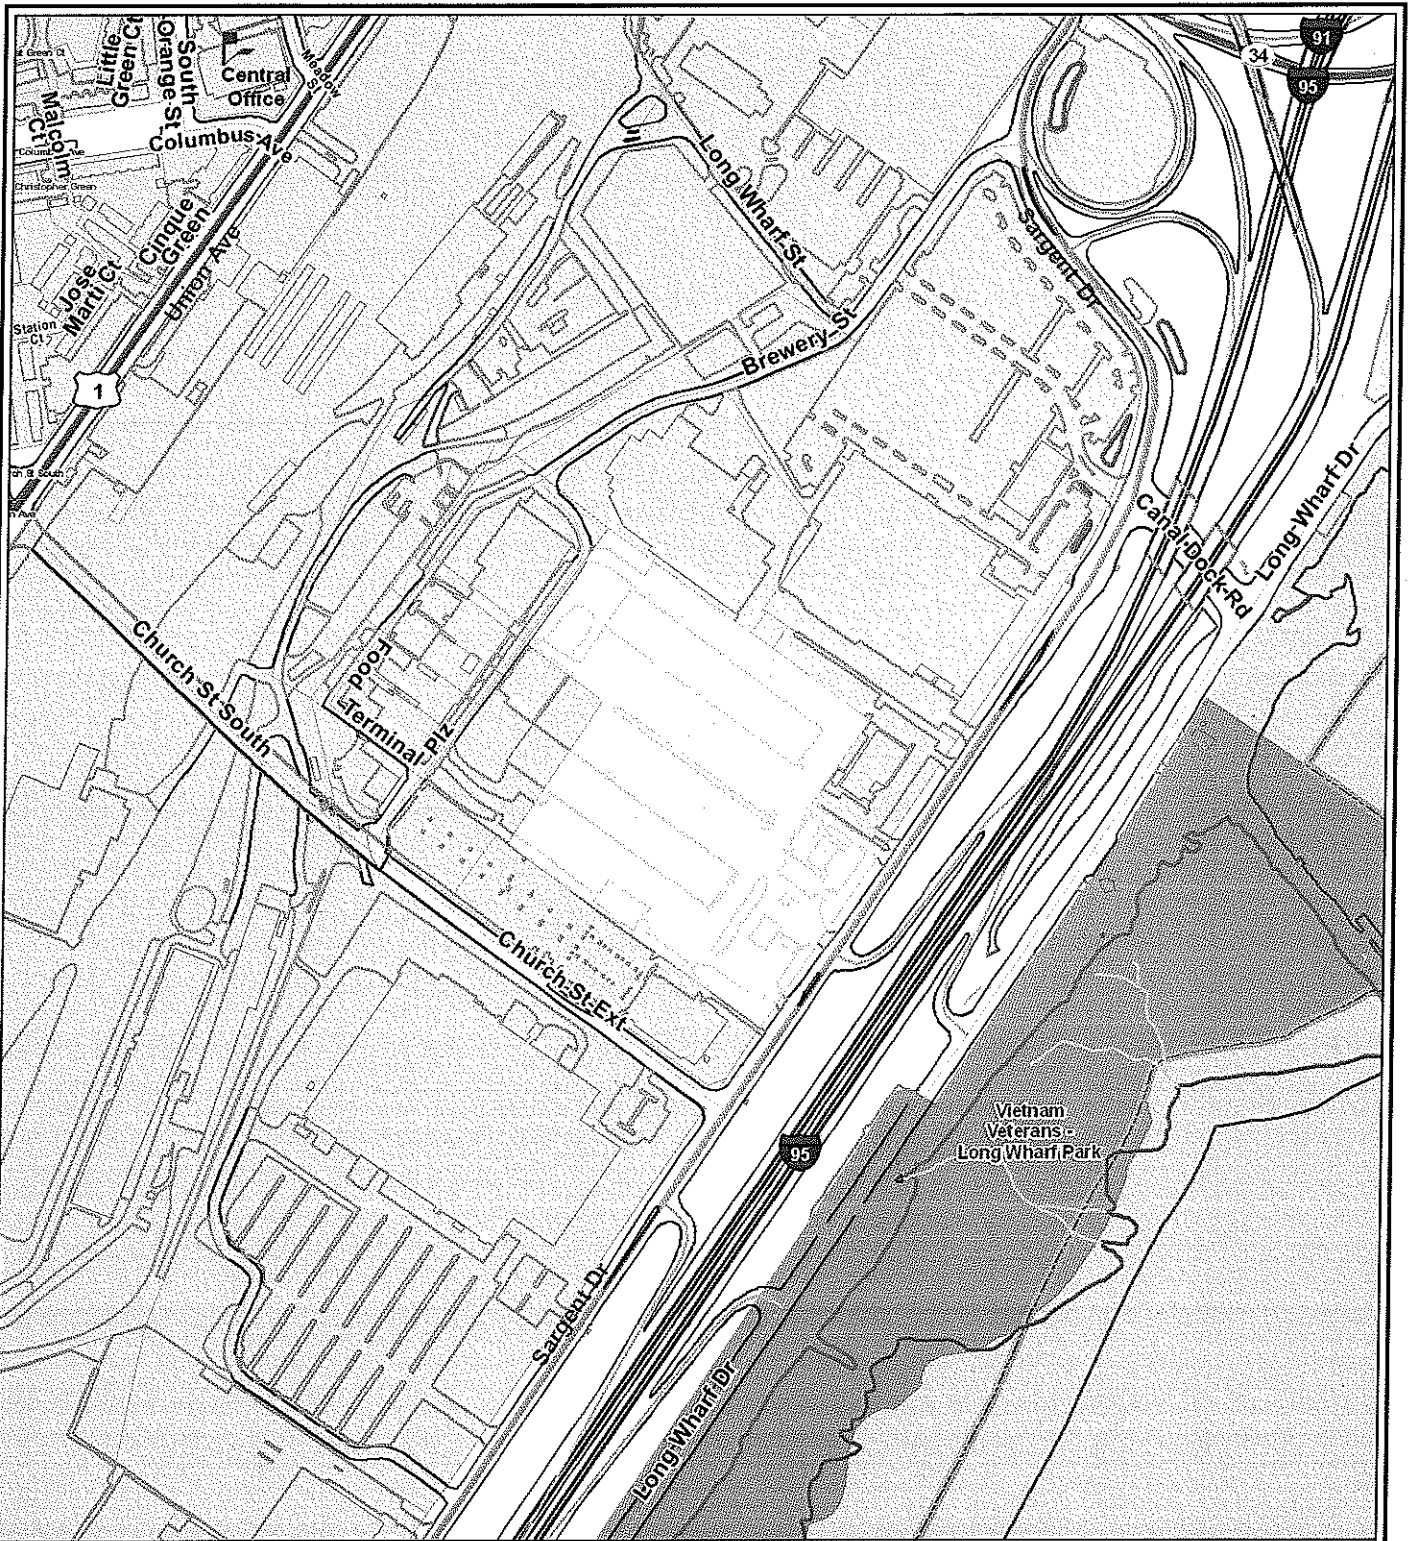 91
34
95
Little
Green Ct
South
Orange St
Meadow
St
Central
Office
Malcolm
Ct
Columbus Ave
Christopher Green
Long Wharf St
Cinque
Green
Sargent Dr
Union Ave
Jose
Marti Ct
Station
Ct
Brewery St
1
Long Wharf Dr
Canal Dock Rd
Church St South
Food
Terminal
Plz
Church St Ext
Vietnam
Veterans -
Long Wharf Park
95
Sargent Dr
Long Wharf Dr